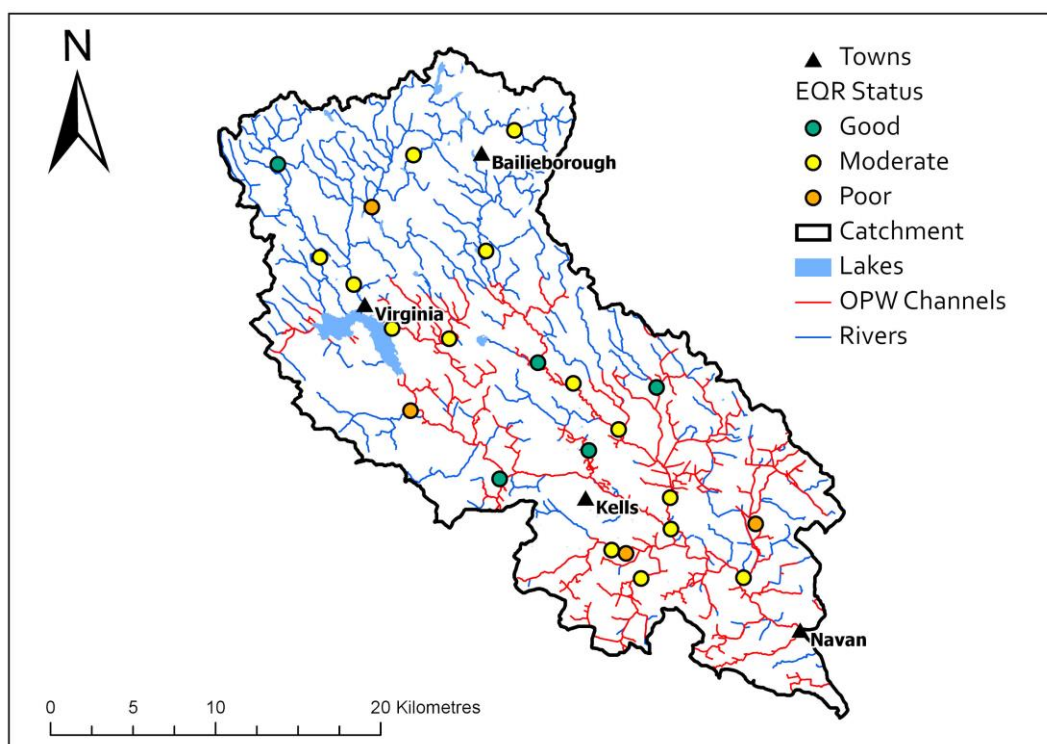 N
Towns
EQR Status
Good
Moderate
Poor
Catchment
Lakes
OPW Channels
Rivers
Bailieborough
Virginia
Kells
Navan
0 5 10 20 Kilometres